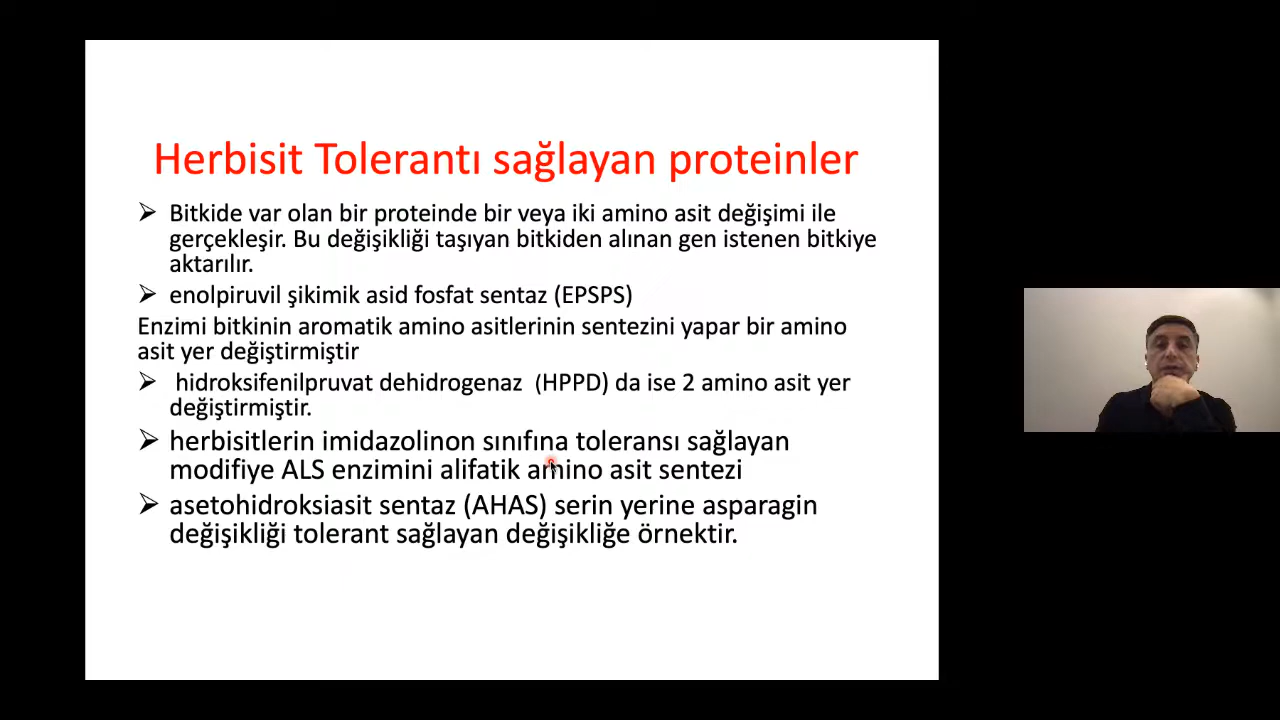 Herbisit Tolerantı sağlayan proteinler
➢ Bitkide var olan bir proteinde bir veya iki amino asit değişimi ile
gerçekleşir. Bu değişikliği taşıyan bitkiden alınan gen istenen bitkiye
aktarılır.
➢ enolpiruvil şikimik asid fosfat sentaz (EPSPS)
Enzimi bitkinin aromatik amino asitlerinin sentezini yapar bir amino
asit yer değiştirmiştir
➢ hidroksifenilpruvat dehidrogenaz (HPPD) da ise 2 amino asit yer
değiştirmiştir.
➢ herbisitlerin imidazolinon sınıfına toleransı sağlayan
modifiye ALS enzimini alifatik amino asit sentezi
➢ asetohidroksiasit sentaz (AHAS) serin yerine asparagin
değişikliği tolerant sağlayan değişikliğe örnektir.